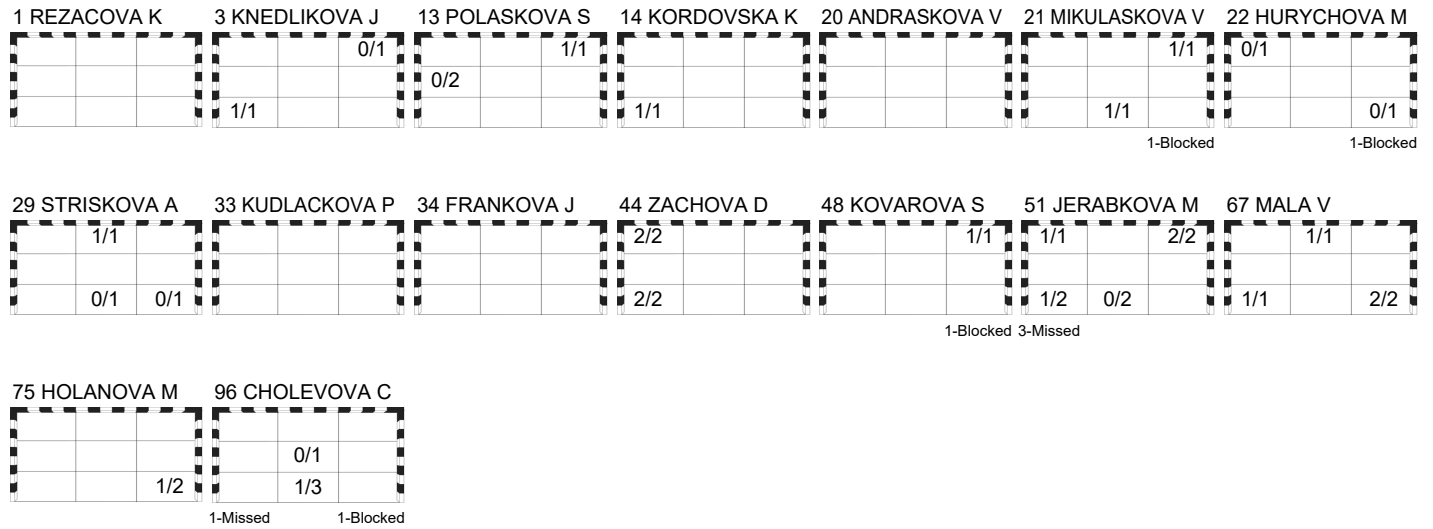 1 REZACOVA K 3 KNEDLIKOVA J 13 POLASKOVA S 14 KORDOVSKA K 20 ANDRASKOVA V 21 MIKULASKOVA V 22 HURYCHOVA M
0/1 1/1 1/1 0/1
0/2
1/1 1/1 1/1 0/1
1-Blocked 1-Blocked
29 STRISKOVA A 33 KUDLACKOVA P 34 FRANKOVA J 44 ZACHOVA D 48 KOVAROVA S 51 JERABKOVA M 67 MALA V
1/1 2/2 1/1 1/1 2/2 1/1
0/1 0/1 2/2 1/2 0/2 1/1 2/2
1-Blocked 3-Missed
75 HOLANOVA M 96 CHOLEVOVA C
0/1
1/2 1/3
1-Missed 1-Blocked